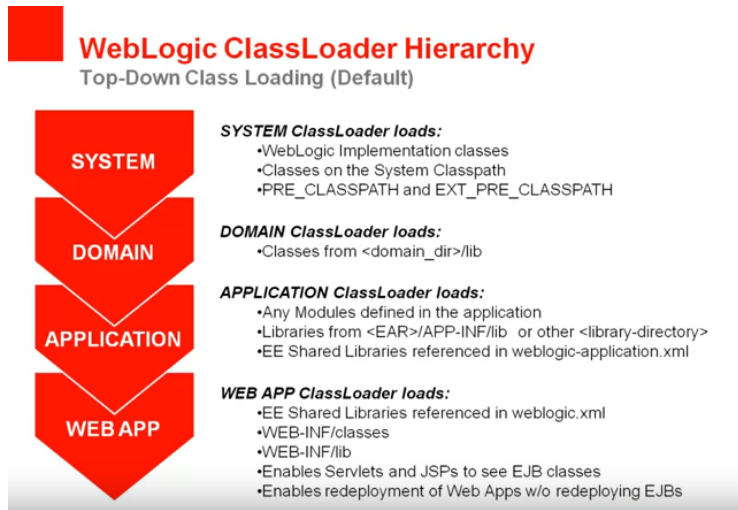 WebLogic ClassLoader Hierarchy
Top-Down Class Loading (Default)
SYSTEM
SYSTEM ClassLoader loads:
•WebLogic Implementation classes
•Classes on the System Classpath
•PRE_CLASSPATH and EXT_PRE_CLASSPATH
DOMAIN
DOMAIN ClassLoader loads:
•Classes from <domain_dir>/lib
APPLICATION
APPLICATION ClassLoader loads:
•Any Modules defined in the application
•Libraries from <EAR>/APP-INF/lib or other <library-directory>
•EE Shared Libraries referenced in weblogic-application.xml
WEB APP
WEB APP ClassLoader loads:
•EE Shared Libraries referenced in weblogic.xml
•WEB-INF/classes
•WEB-INF/lib
•Enables Servlets and JSPs to see EJB classes
•Enables redeployment of Web Apps w/o redeploying EJBs